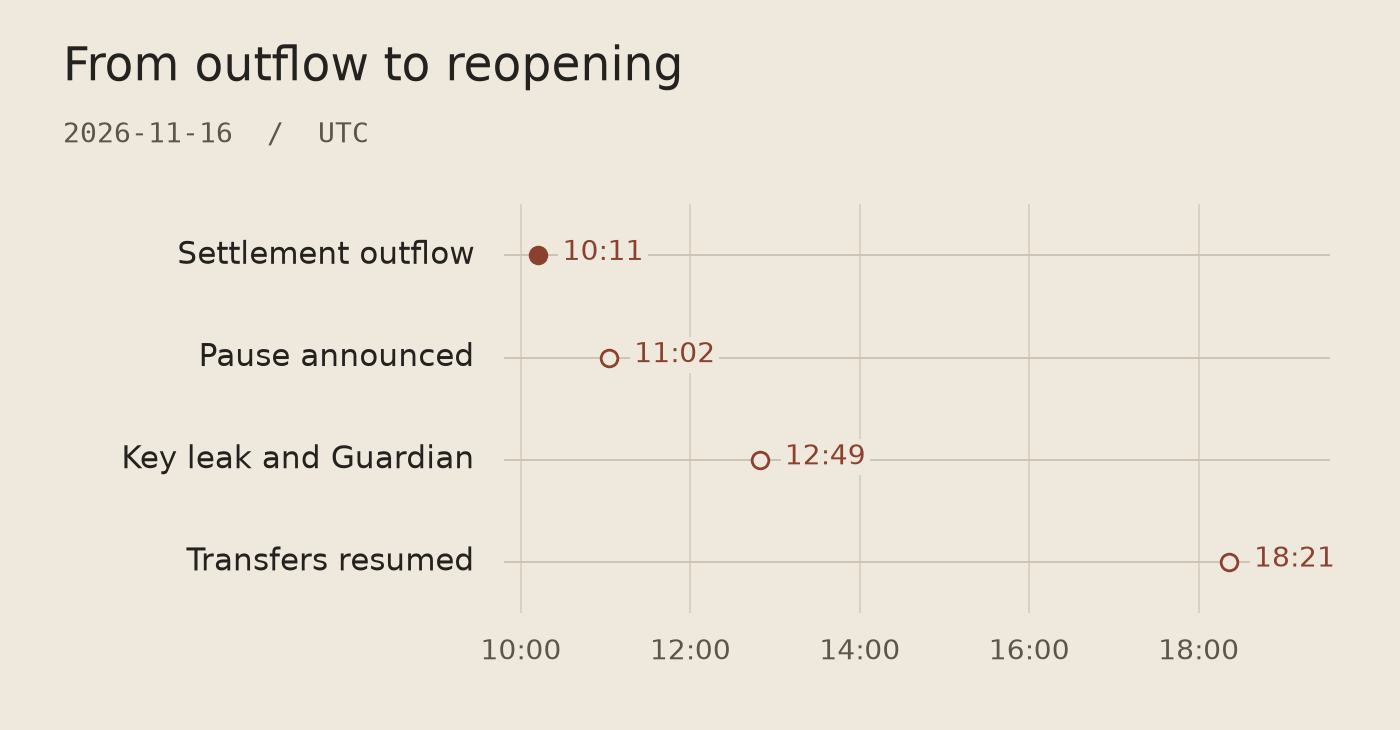 From outflow to reopening
2026-11-16 / UTC
Settlement outflow 10:11
Pause announced 11:02
Key leak and Guardian 12:49
Transfers resumed 18:21
10:00 12:00 14:00 16:00 18:00